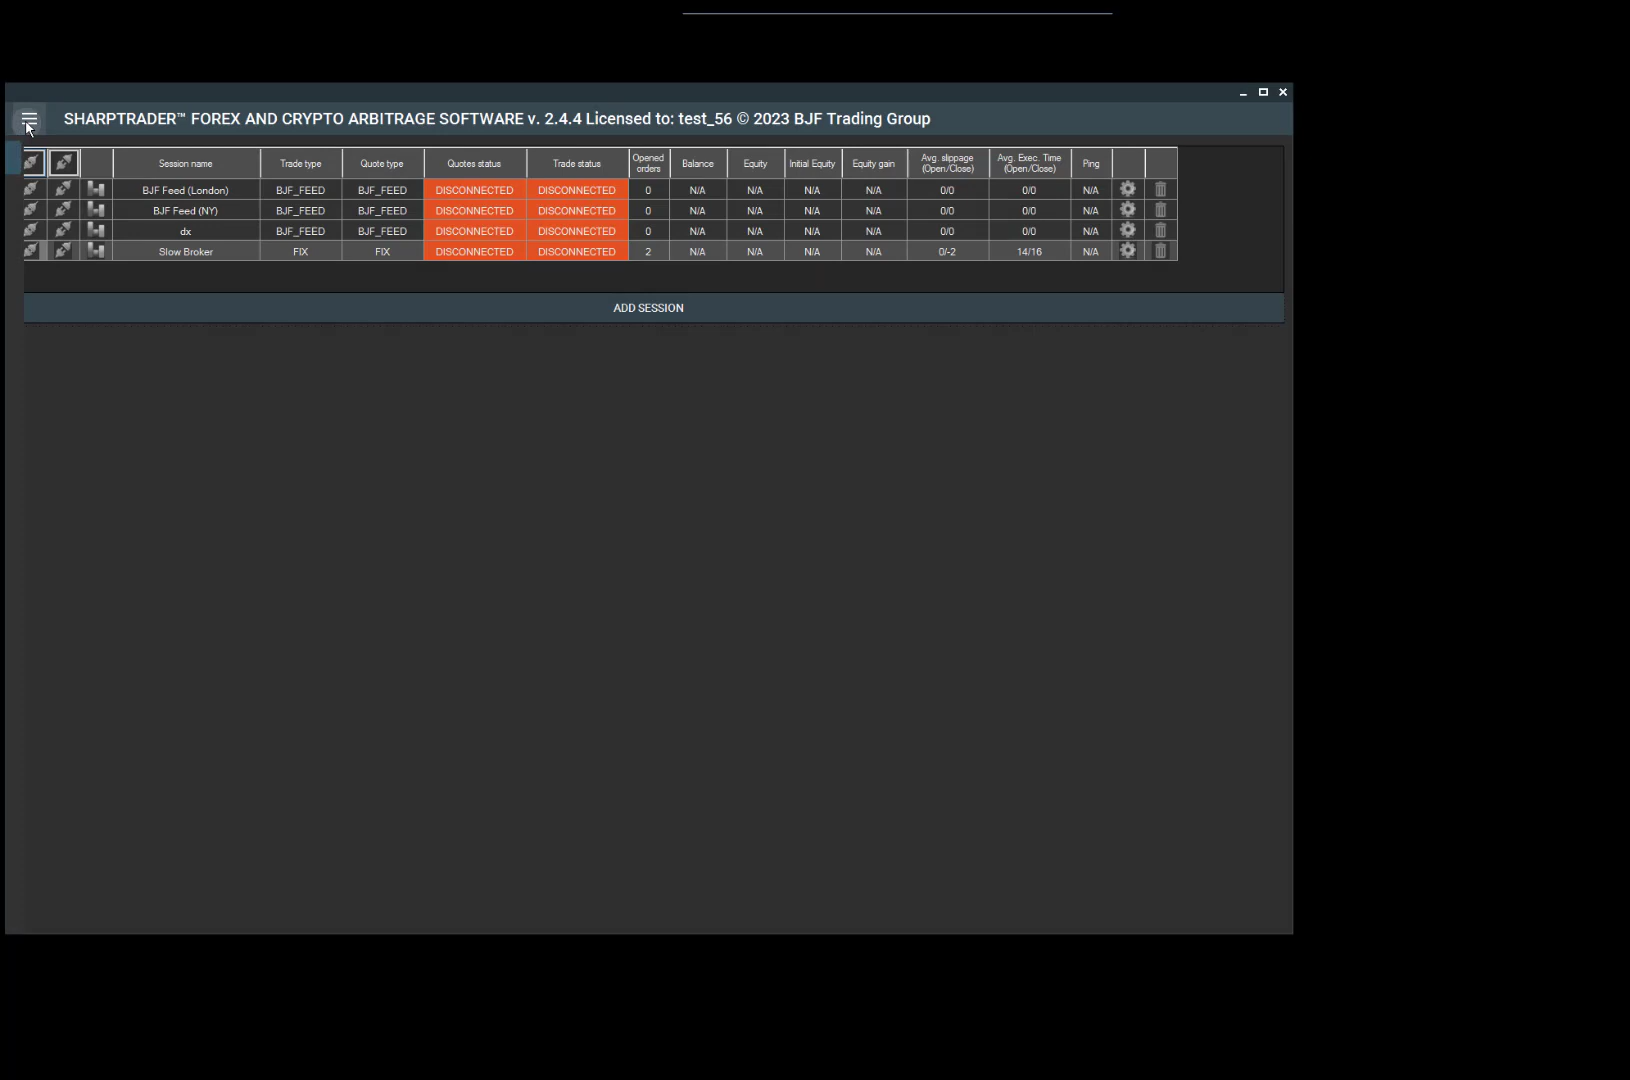 SHARPTRADER™ FOREX AND CRYPTO ARBITRAGE SOFTWARE v. 2.4.4 Licensed to: test_56 © 2023 BJF Trading Group
Session name Trade type Quote type Quotes status Trade status Opened orders Balance Equity Initial Equity Equity gain Avg. slippage (Open/Close) Avg. Exec. Time (Open/Close) Ping
BJF Feed (London) BJF_FEED BJF_FEED DISCONNECTED DISCONNECTED 0 N/A N/A N/A N/A 0/0 0/0 N/A
BJF Feed (NY) BJF_FEED BJF_FEED DISCONNECTED DISCONNECTED 0 N/A N/A N/A N/A 0/0 0/0 N/A
dx BJF_FEED BJF_FEED DISCONNECTED DISCONNECTED 0 N/A N/A N/A N/A 0/0 0/0 N/A
Slow Broker FIX FIX DISCONNECTED DISCONNECTED 2 N/A N/A N/A N/A 0/-2 14/16 N/A
ADD SESSION